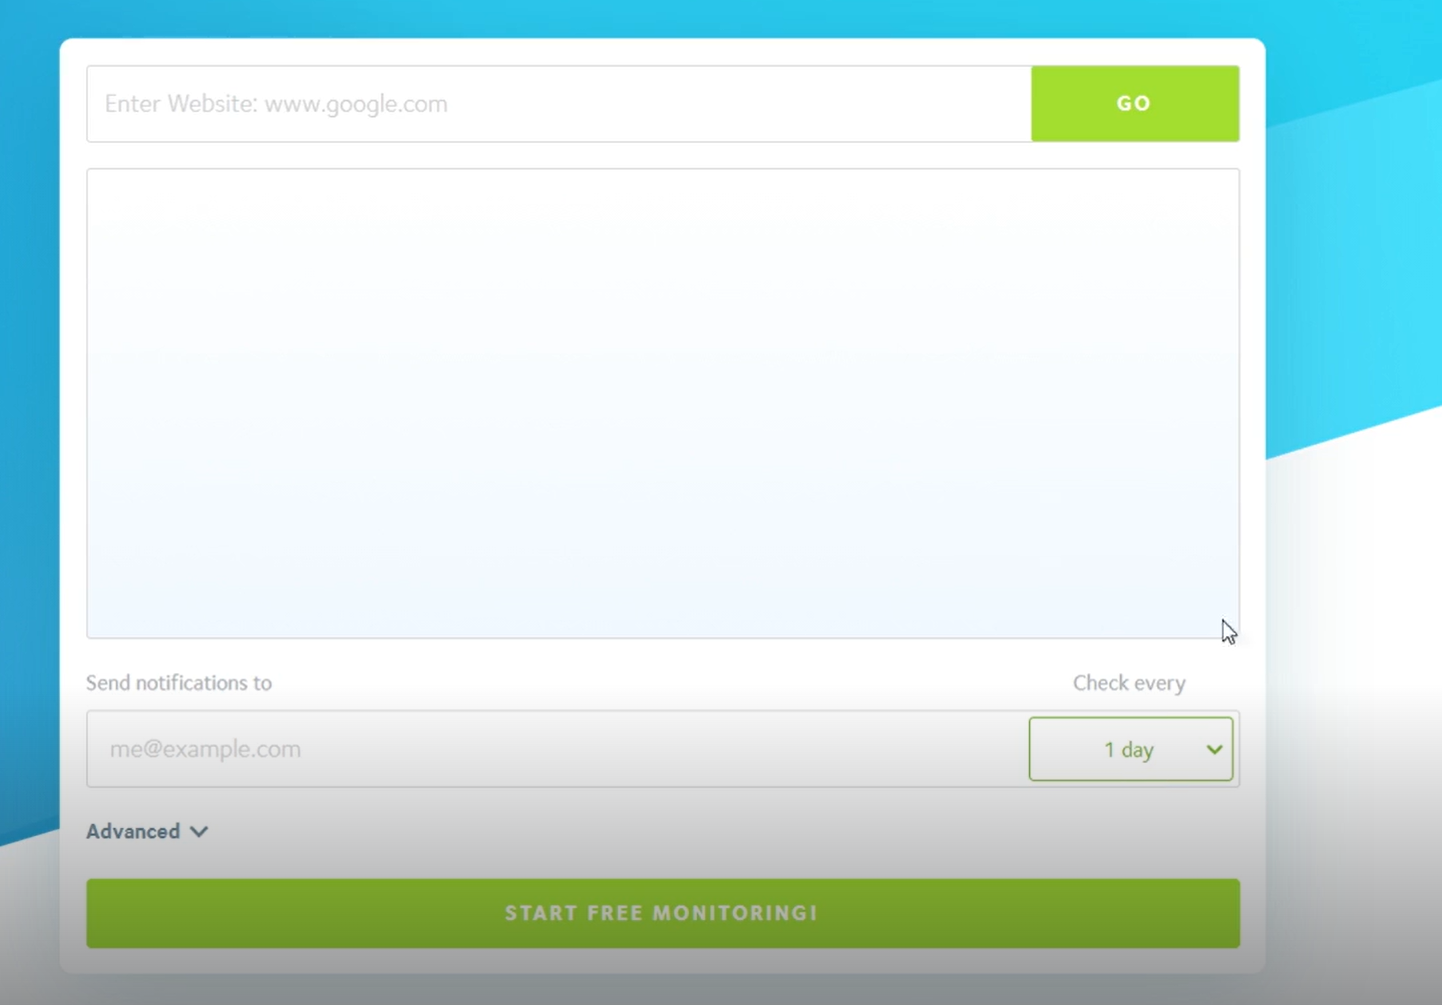 Enter Website: www.google.com
GO
Send notifications to
Check every
me@example.com
1 day
Advanced
START FREE MONITORING!